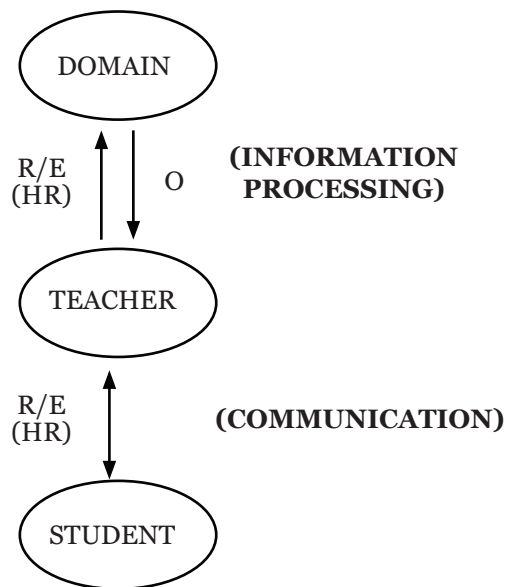 DOMAIN
R/E
(HR)
O
(INFORMATION
PROCESSING)
TEACHER
R/E
(HR)
(COMMUNICATION)
STUDENT